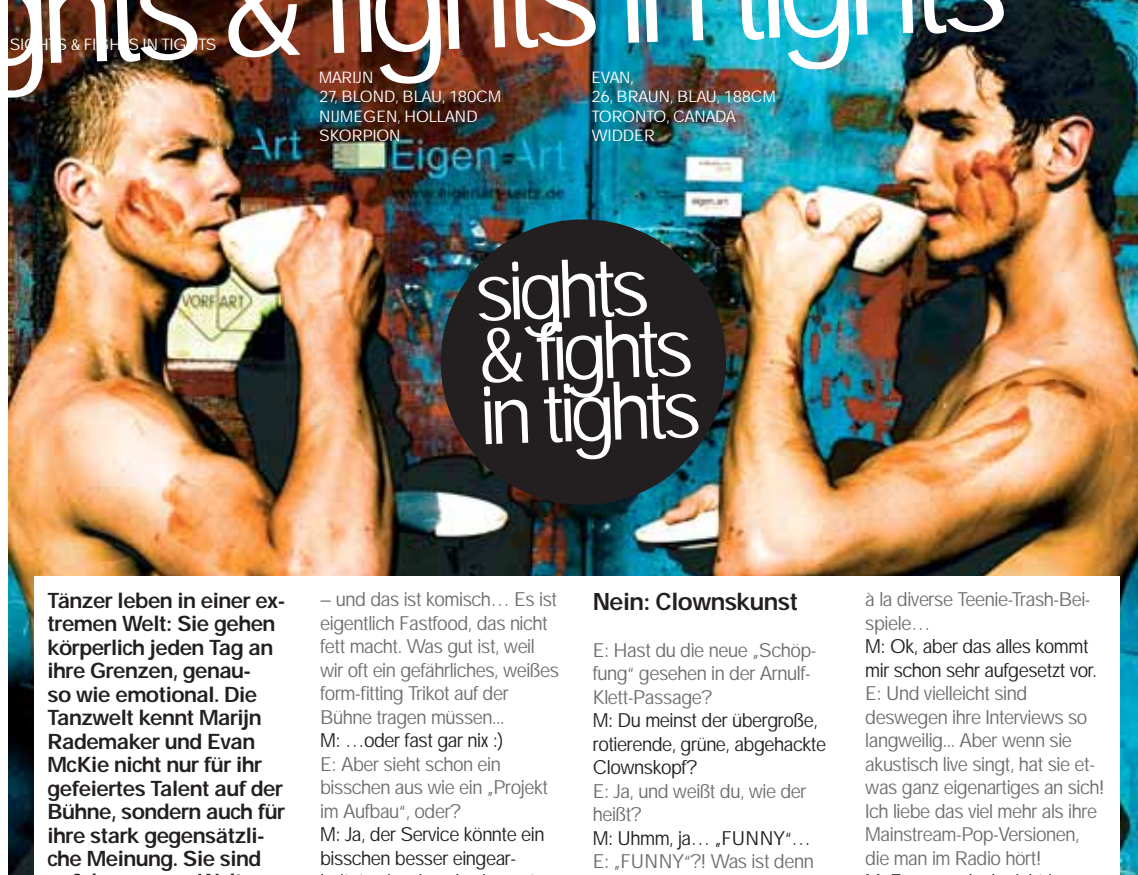 ghts & fights in tights
SIGHTS & FIGHTS IN TIGHTS
MARIJN
27, BLOND, BLAU, 180CM
NIJMEGEN, HOLLAND
SKORPION
EVAN,
26, BRAUN, BLAU, 188CM
TORONTO, CANADA
WIDDER
Art
Eigen-Art
www.eigenart-seitz.de
eigen.art
VORFART
sights
& fights
in tights
Tänzer leben in einer ex-
tremen Welt: Sie gehen
körperlich jeden Tag an
ihre Grenzen, genau-
so wie emotional. Die
Tanzwelt kennt Marijn
Rademaker und Evan
McKie nicht nur für ihr
gefeiertes Talent auf der
Bühne, sondern auch für
ihre stark gegensätzli-
che Meinung. Sie sind
– und das ist komisch… Es ist
eigentlich Fastfood, das nicht
fett macht. Was gut ist, weil
wir oft ein gefährliches, weißes
form-fitting Trikot auf der
Bühne tragen müssen...
M: …oder fast gar nix :)
E: Aber sieht schon ein
bisschen aus wie ein „Projekt
im Aufbau“, oder?
M: Ja, der Service könnte ein
bisschen besser eingear-
Nein: Clownskunst
E: Hast du die neue „Schöp-
fung“ gesehen in der Arnulf-
Klett-Passage?
M: Du meinst der übergroße,
rotierende, grüne, abgehackte
Clownskopf?
E: Ja, und weißt du, wie der
heißt?
M: Uhmm, ja… „FUNNY“…
E: „FUNNY“?! Was ist denn
à la diverse Teenie-Trash-Bei-
spiele…
M: Ok, aber das alles kommt
mir schon sehr aufgesetzt vor.
E: Und vielleicht sind
deswegen ihre Interviews so
langweilig... Aber wenn sie
akustisch live singt, hat sie et-
was ganz eigenartiges an sich!
Ich liebe das viel mehr als ihre
Mainstream-Pop-Versionen,
die man im Radio hört!